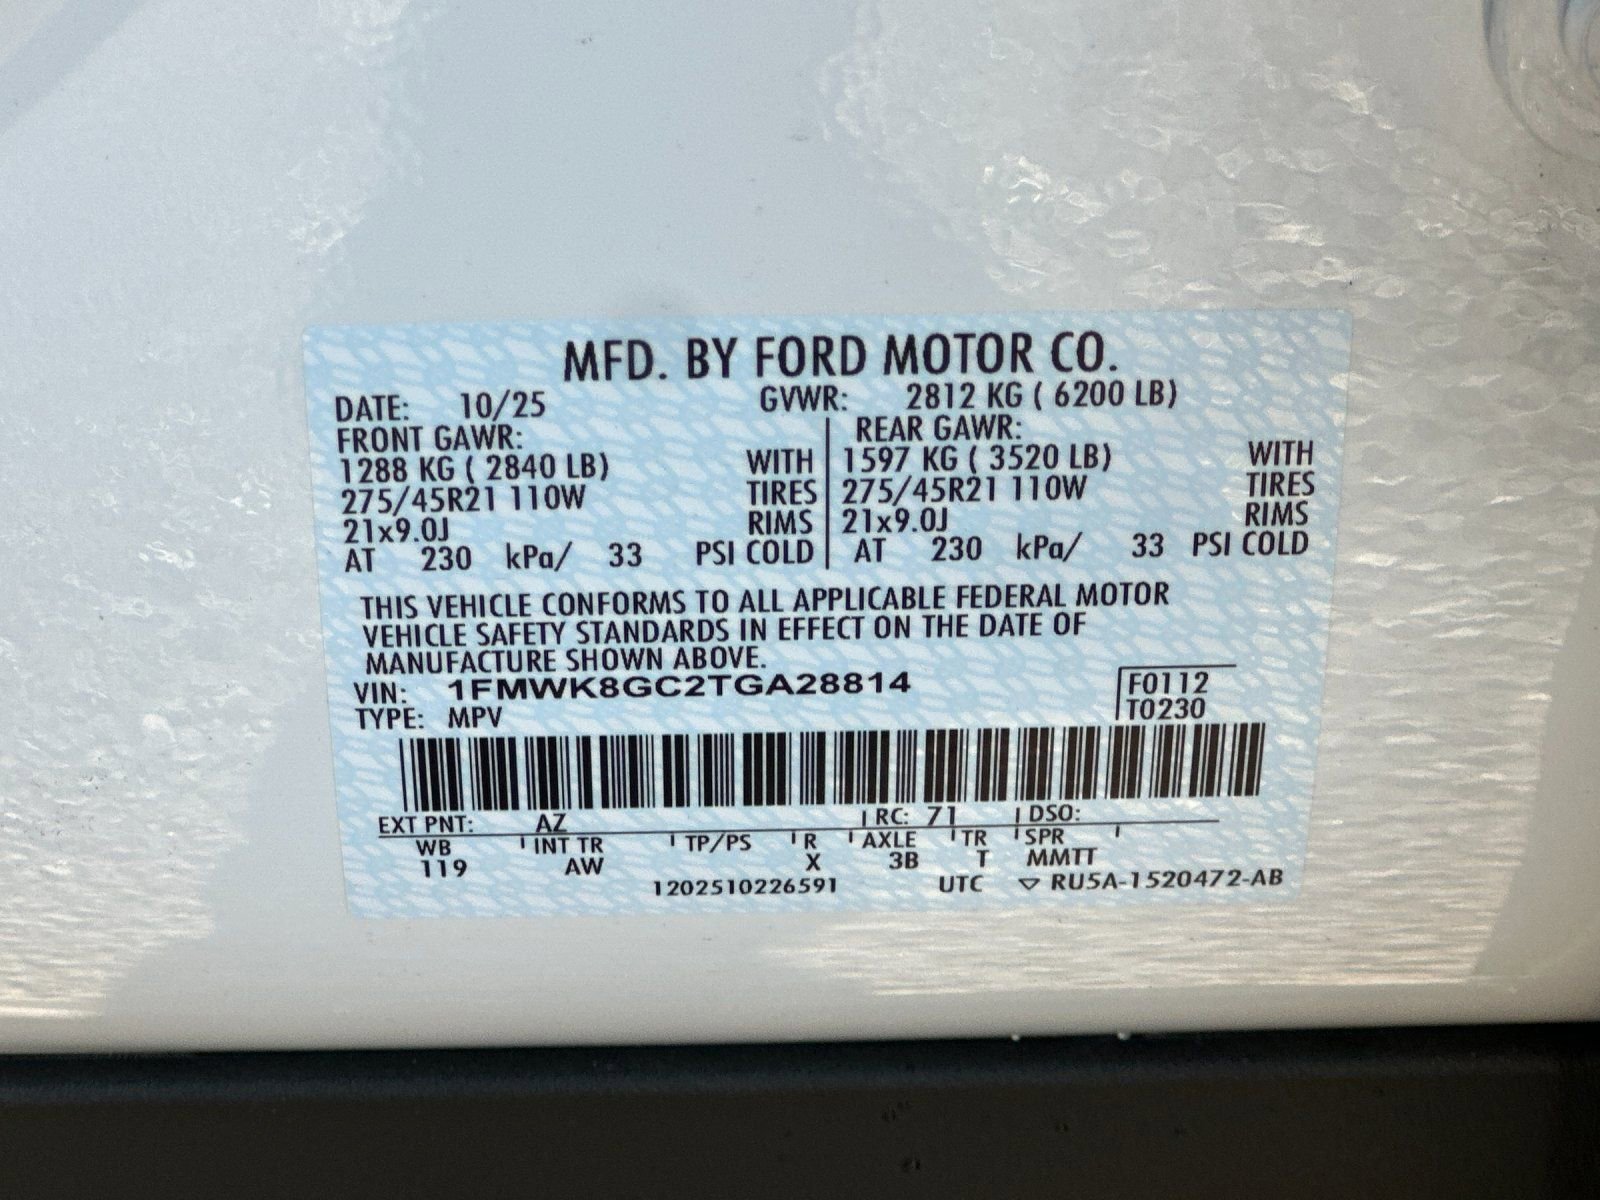 MFD. BY FORD MOTOR CO.
DATE: 10/25 GVWR: 2812 KG ( 6200 LB)
FRONT GAWR: REAR GAWR:
1288 KG ( 2840 LB) WITH 1597 KG ( 3520 LB) WITH
275/45R21 110W TIRES 275/45R21 110W TIRES
21x9.0J RIMS 21x9.0J RIMS
AT 230 kPa/ 33 PSI COLD AT 230 kPa/ 33 PSI COLD
THIS VEHICLE CONFORMS TO ALL APPLICABLE FEDERAL MOTOR
VEHICLE SAFETY STANDARDS IN EFFECT ON THE DATE OF
MANUFACTURE SHOWN ABOVE.
VIN: 1FMWK8GC2TGA28814 F0112
TYPE: MPV T0230
EXT PNT: AZ RC: 71 DSO:
WB INT TR TP/PS R AXLE TR SPR
119 AW X 3B T MMTT
1202510226591 UTC ▽ RU5A-1520472-AB